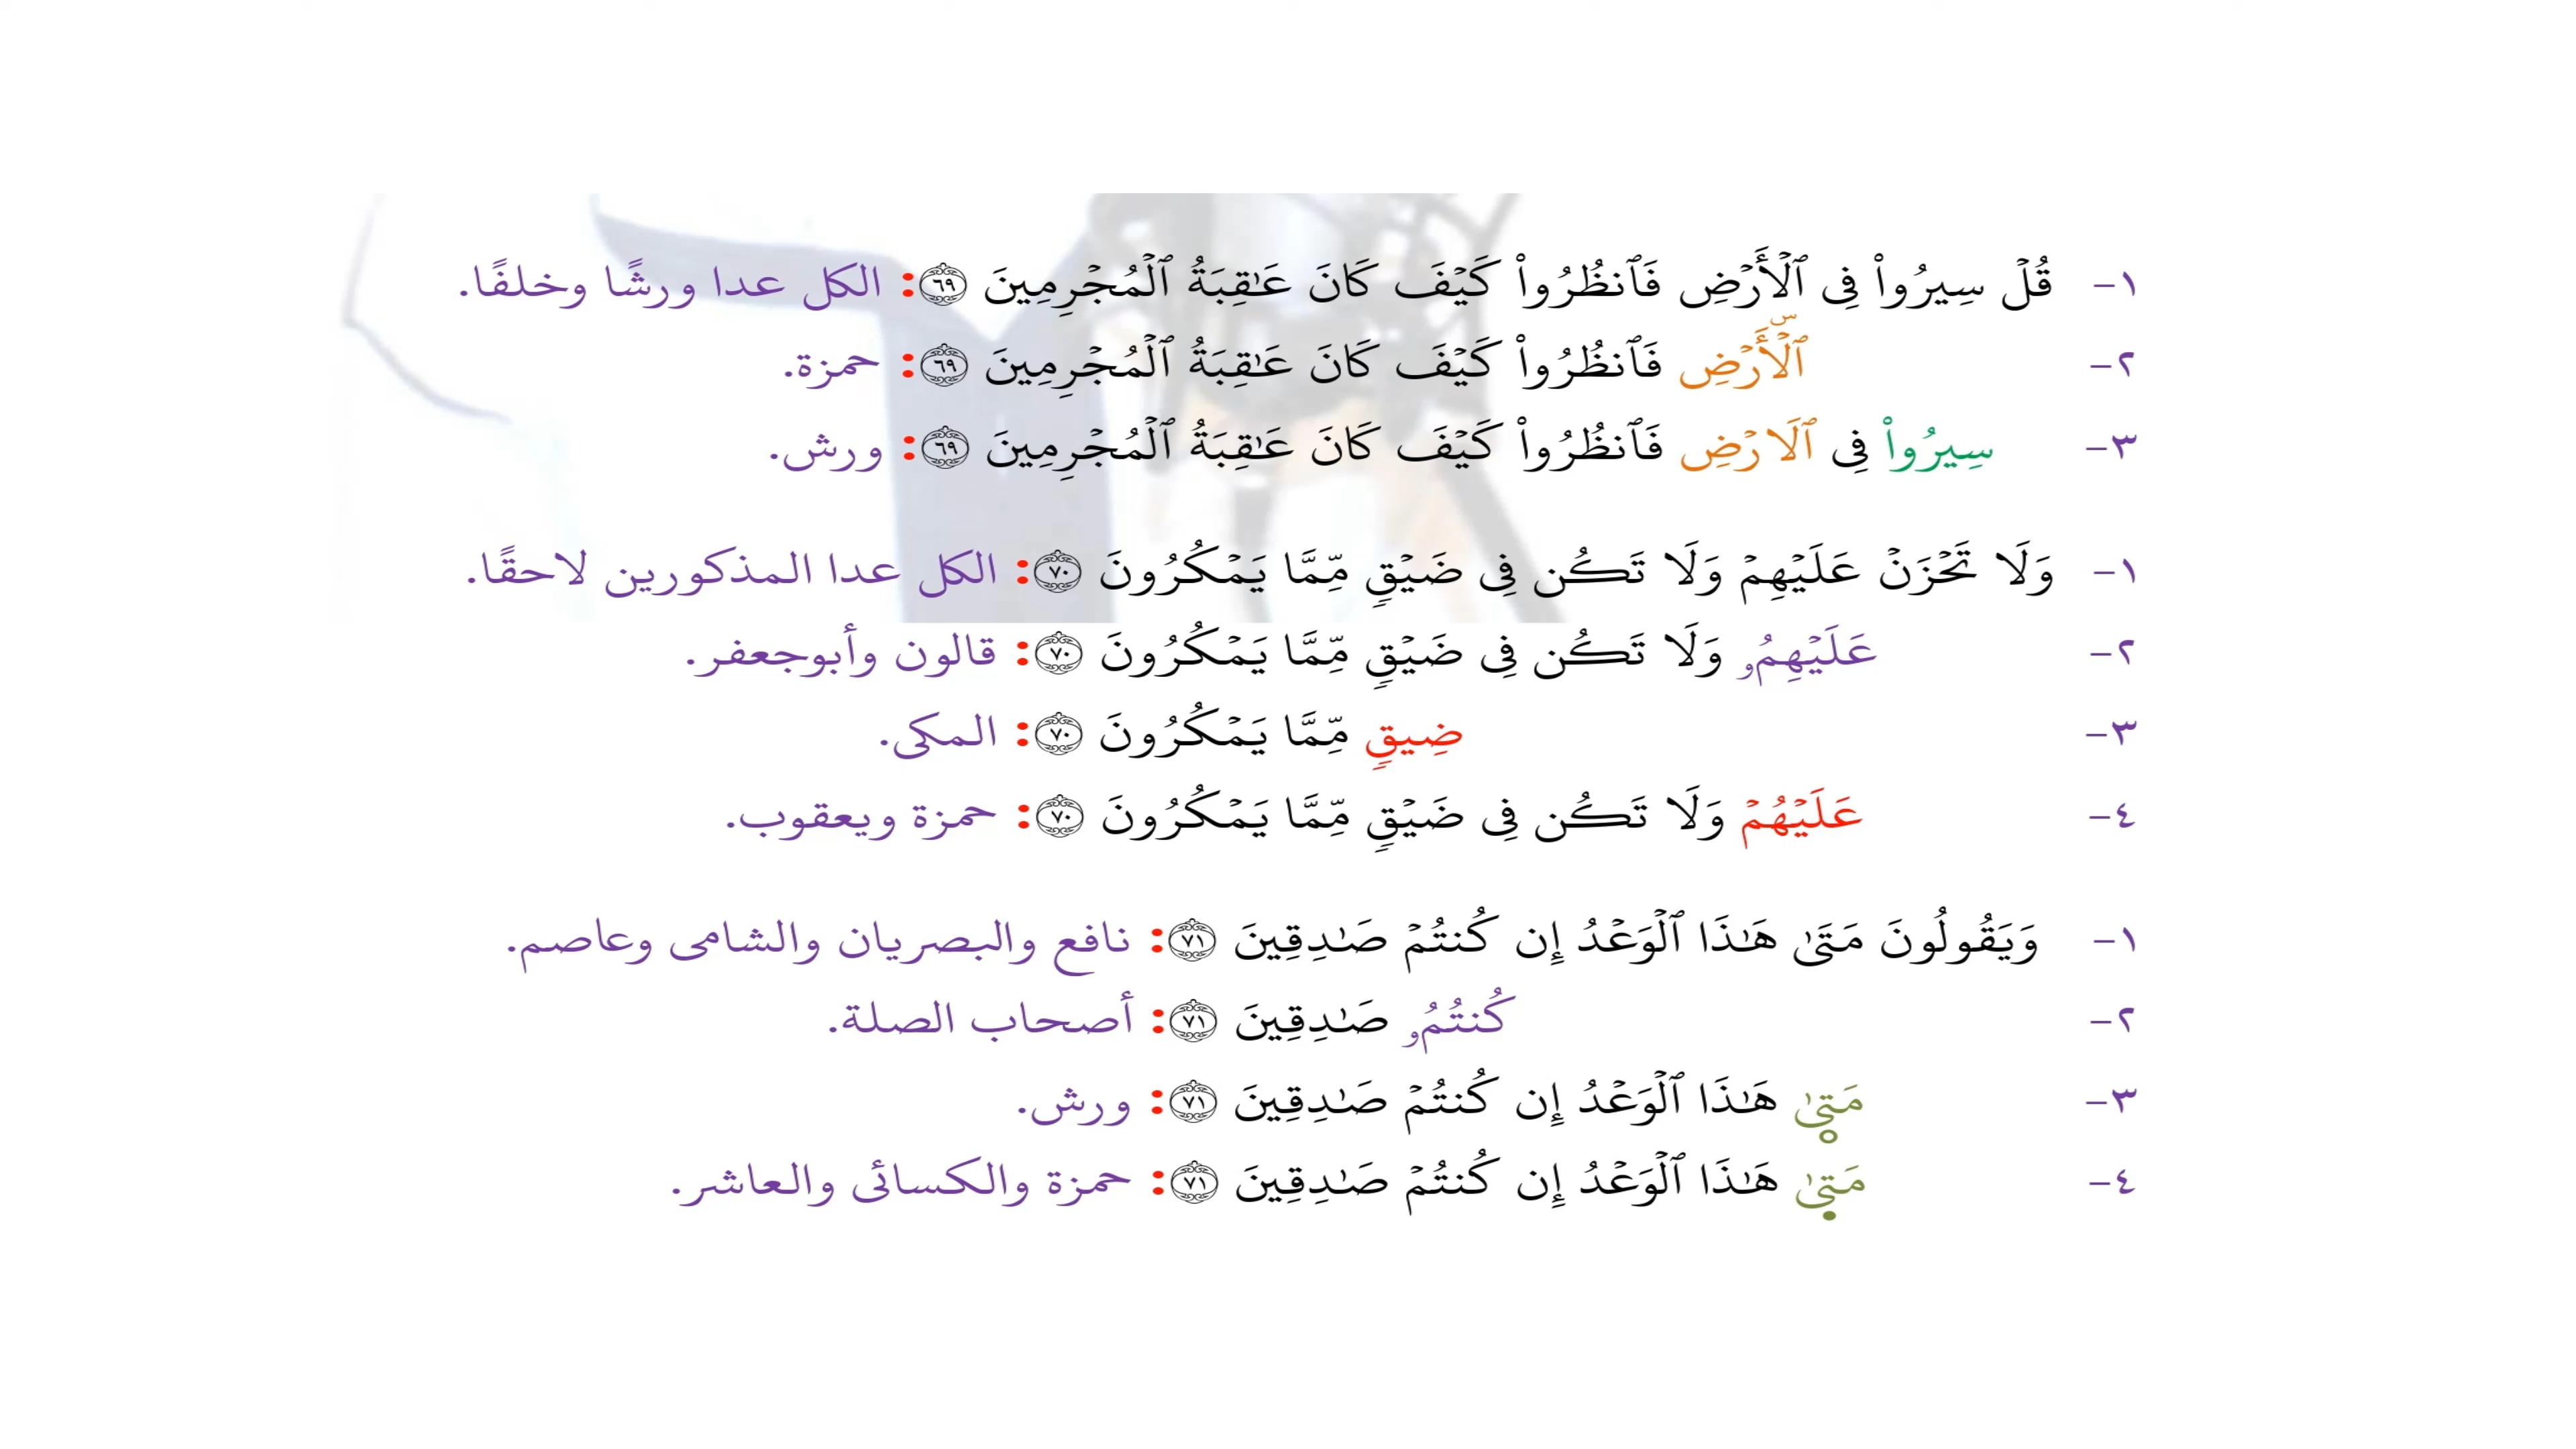 ١- قُلۡ سِيرُواْ فِى ٱلۡأَرۡضِ فَٱنظُرُواْ كَيۡفَ كَانَ عَـٰقِبَةُ ٱلۡمُجۡرِمِينَ ٦٩: الكل عدا ورشًا وخلفًا.
٢- ٱلۡأَرۡضِ فَٱنظُرُواْ كَيۡفَ كَانَ عَـٰقِبَةُ ٱلۡمُجۡرِمِينَ ٦٩: حمزة.
٣- سِيرُواْ فِى ٱلَارۡضِ فَٱنظُرُواْ كَيۡفَ كَانَ عَـٰقِبَةُ ٱلۡمُجۡرِمِينَ ٦٩: ورش.
١- وَلَا تَحۡزَنۡ عَلَيۡهِمۡ وَلَا تَكُن فِى ضَيۡقٍ مِّمَّا يَمۡكُرُونَ ٧٠: الكل عدا المذكورين لاحقًا.
٢- عَلَيۡهِمُۥ وَلَا تَكُن فِى ضَيۡقٍ مِّمَّا يَمۡكُرُونَ ٧٠: قالون وأبوجعفر.
٣- ضِيقٍ مِّمَّا يَمۡكُرُونَ ٧٠: المكى.
٤- عَلَيۡهُمۡ وَلَا تَكُن فِى ضَيۡقٍ مِّمَّا يَمۡكُرُونَ ٧٠: حمزة ويعقوب.
١- وَيَقُولُونَ مَتَىٰ هَـٰذَا ٱلۡوَعۡدُ إِن كُنتُمۡ صَـٰدِقِينَ ٧١: نافع والبصريان والشامى وعاصم.
٢- كُنتُمُۥ صَـٰدِقِينَ ٧١: أصحاب الصلة.
٣- مَتىٰ هَـٰذَا ٱلۡوَعۡدُ إِن كُنتُمۡ صَـٰدِقِينَ ٧١: ورش.
٤- مَتىٰ هَـٰذَا ٱلۡوَعۡدُ إِن كُنتُمۡ صَـٰدِقِينَ ٧١: حمزة والكسائى والعاشر.